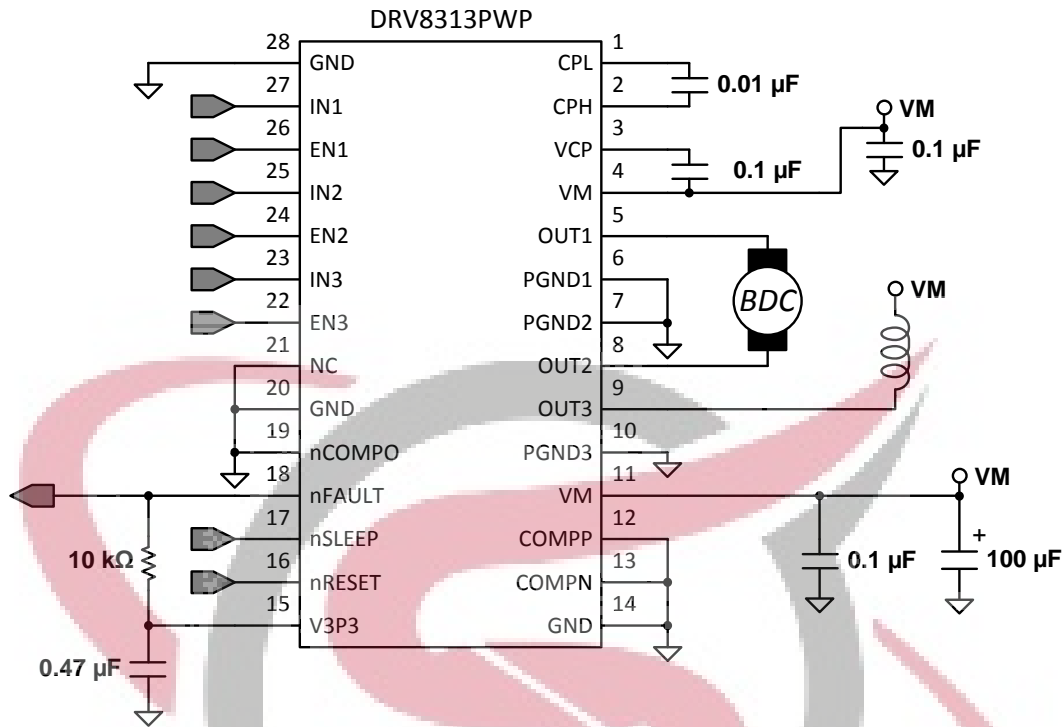 DRV8313PWP
28 GND
27 IN1
26 EN1
25 IN2
24 EN2
23 IN3
22 EN3
21 NC
20 GND
19 nCOMPO
18 nFAULT
17 nSLEEP
16 nRESET
15 V3P3
10 kΩ
0.47 µF
1 CPL
2 CPH
3 VCP
4 VM
5 OUT1
6 PGND1
7 PGND2
8 OUT2
9 OUT3
10 PGND3
11 VM
12 COMPP
13 COMPN
14 GND
0.01 µF
VM
0.1 µF
0.1 µF
BDC
VM
VM
+
0.1 µF
100 µF